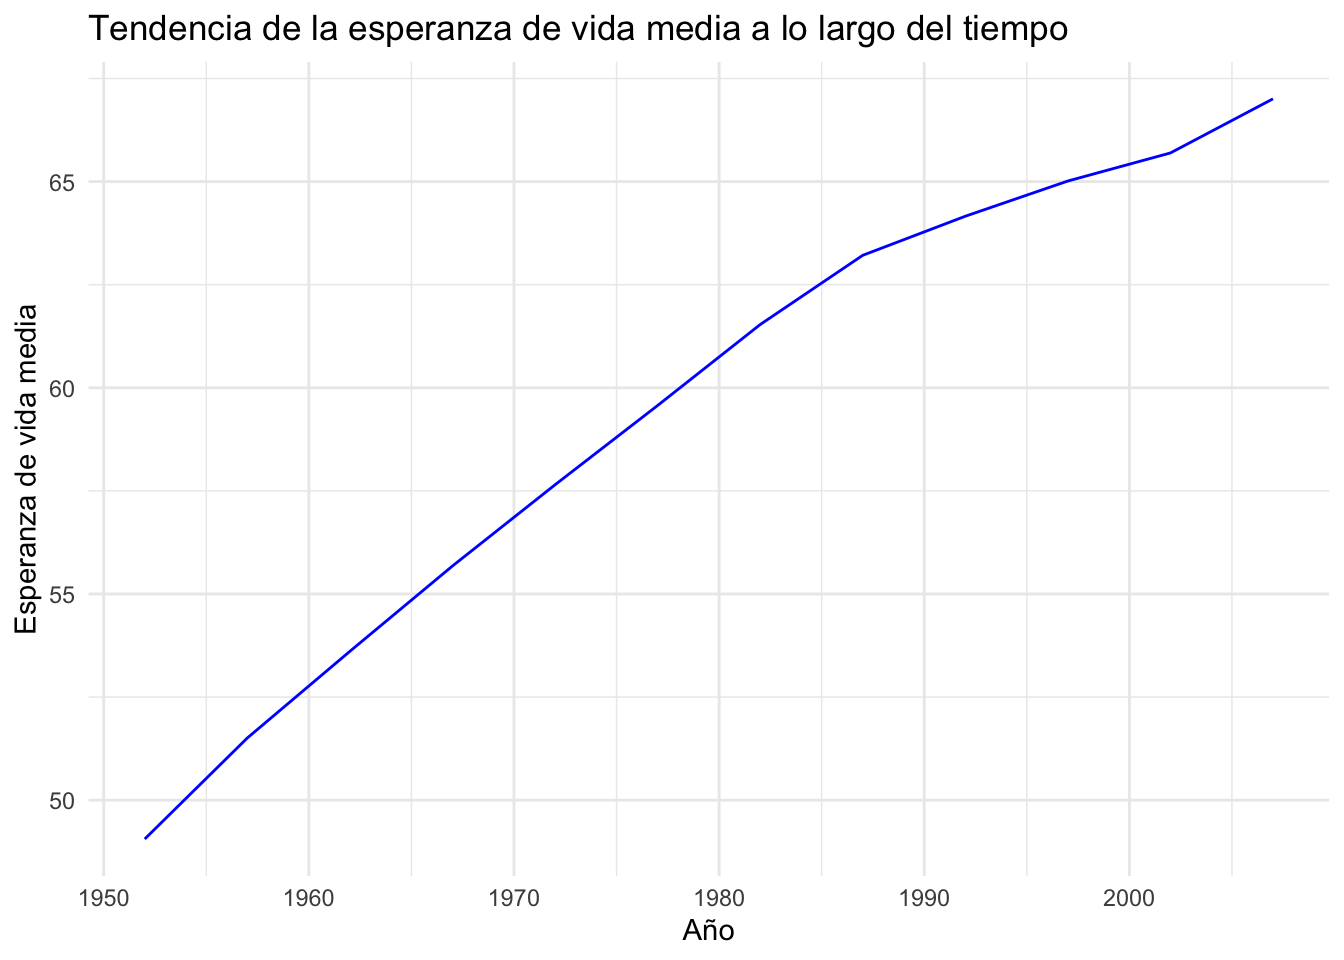 Tendencia de la esperanza de vida media a lo largo del tiempo
Esperanza de vida media
65
60
55
50
1950 1960 1970 1980 1990 2000
Año